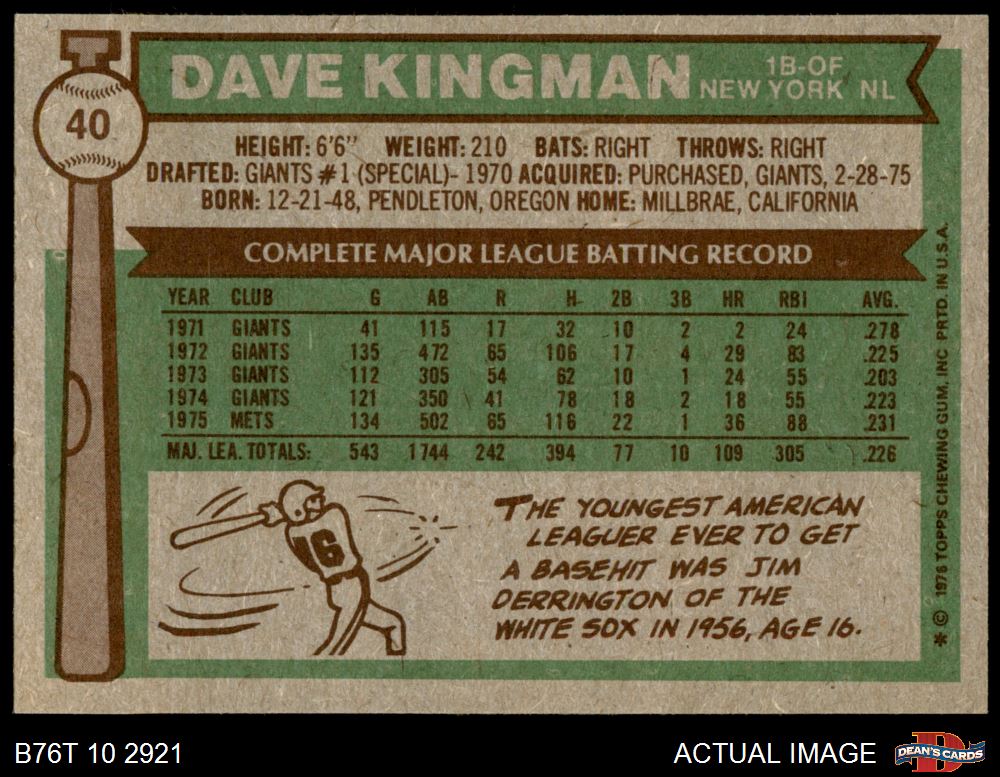 40
DAVE KINGMAN 1B-OF NEW YORK NL
HEIGHT: 6'6" WEIGHT: 210 BATS: RIGHT THROWS: RIGHT
DRAFTED: GIANTS #1 (SPECIAL)- 1970 ACQUIRED: PURCHASED, GIANTS, 2-28-75
BORN: 12-21-48, PENDLETON, OREGON HOME: MILLBRAE, CALIFORNIA
COMPLETE MAJOR LEAGUE BATTING RECORD
YEAR CLUB G AB R H 2B 3B HR RBI AVG.
1971 GIANTS 41 115 17 32 10 2 2 24 .278
1972 GIANTS 135 472 65 106 17 4 29 83 .225
1973 GIANTS 112 305 54 62 10 1 24 55 .203
1974 GIANTS 121 350 41 78 18 2 18 55 .223
1975 METS 134 502 65 116 22 1 36 88 .231
MAJ. LEA. TOTALS: 543 1744 242 394 77 10 109 305 .226
16
THE YOUNGEST AMERICAN
LEAGUER EVER TO GET
A BASEHIT WAS JIM
DERRINGTON OF THE
WHITE SOX IN 1956, AGE 16.
* © 1976 TOPPS CHEWING GUM, INC PRTD. IN U.S.A.
B76T 10 2921
ACTUAL IMAGE
DEAN'S CARDS